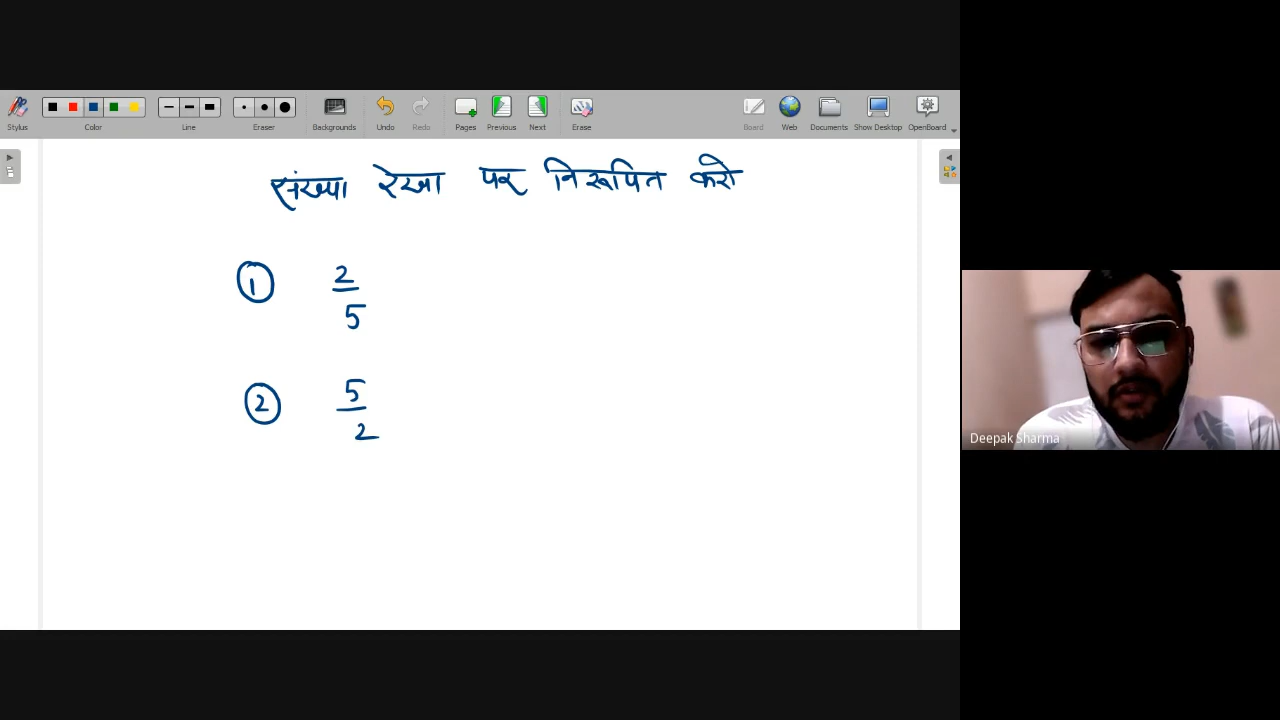 Stylus Color Line Eraser Backgrounds Undo Redo Pages Previous Next Erase Board Web Documents Show Desktop OpenBoard
संख्या रेखा पर निरूपित करो
1 2/5
2 5/2
Deepak Sharma